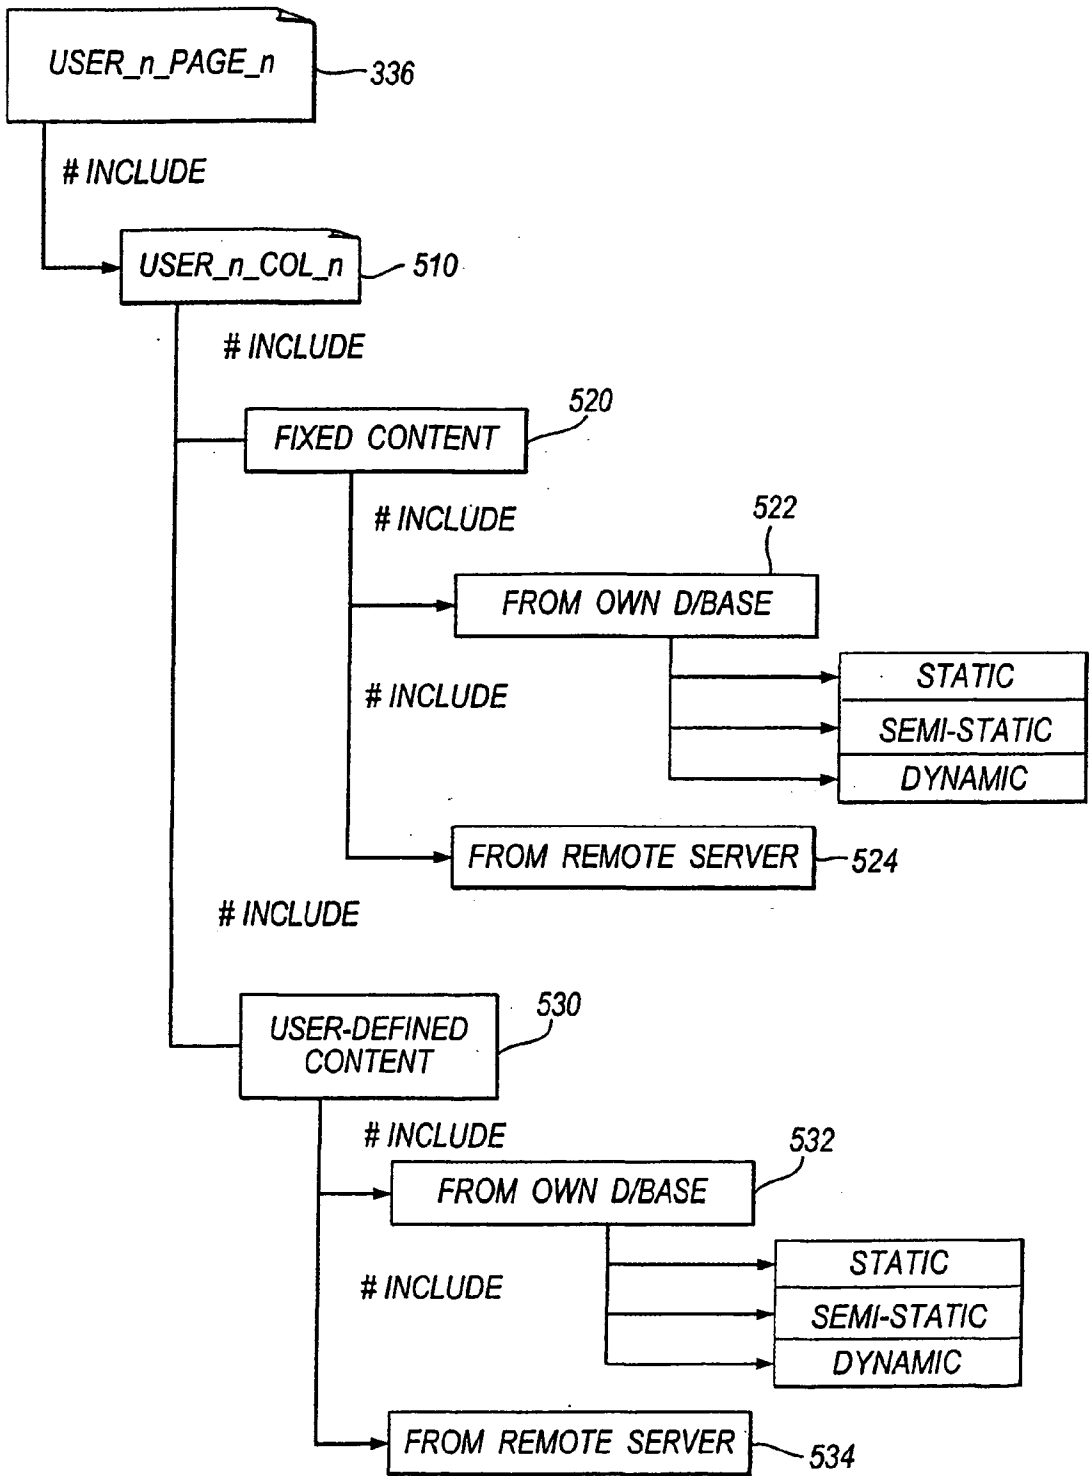 USER_n_PAGE_n
336
# INCLUDE
USER_n_COL_n
510
# INCLUDE
520
FIXED CONTENT
# INCLUDE
522
FROM OWN D/BASE
STATIC
# INCLUDE
SEMI-STATIC
DYNAMIC
FROM REMOTE SERVER
524
# INCLUDE
530
USER-DEFINED
CONTENT
# INCLUDE
532
FROM OWN D/BASE
STATIC
# INCLUDE
SEMI-STATIC
DYNAMIC
FROM REMOTE SERVER
534